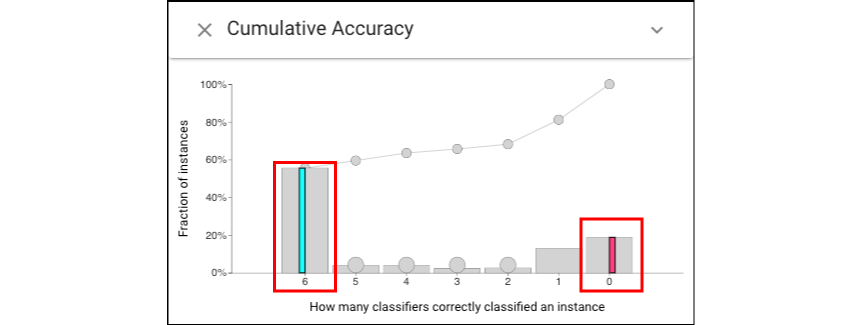 Cumulative Accuracy
100%
80%
60%
40%
20%
0%
Fraction of instances
6 5 4 3 2 1 0
How many classifiers correctly classified an instance